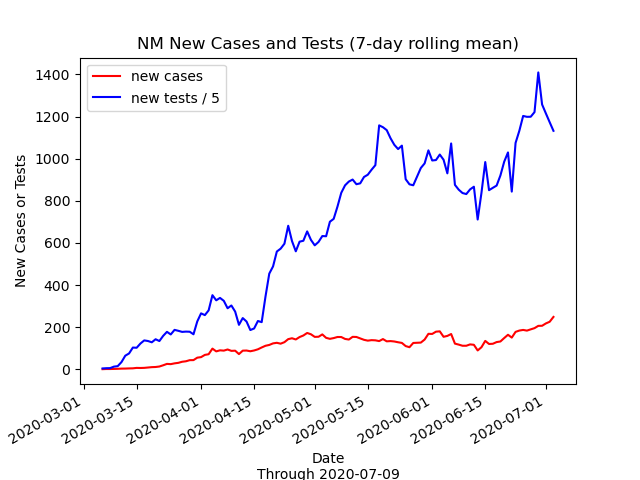 NM New Cases and Tests (7-day rolling mean)
new cases
new tests / 5
New Cases or Tests
1400
1200
1000
800
600
400
200
0
2020-03-01
2020-03-15
2020-04-01
2020-04-15
2020-05-01
2020-05-15
2020-06-01
2020-06-15
2020-07-01
Date
Through 2020-07-09